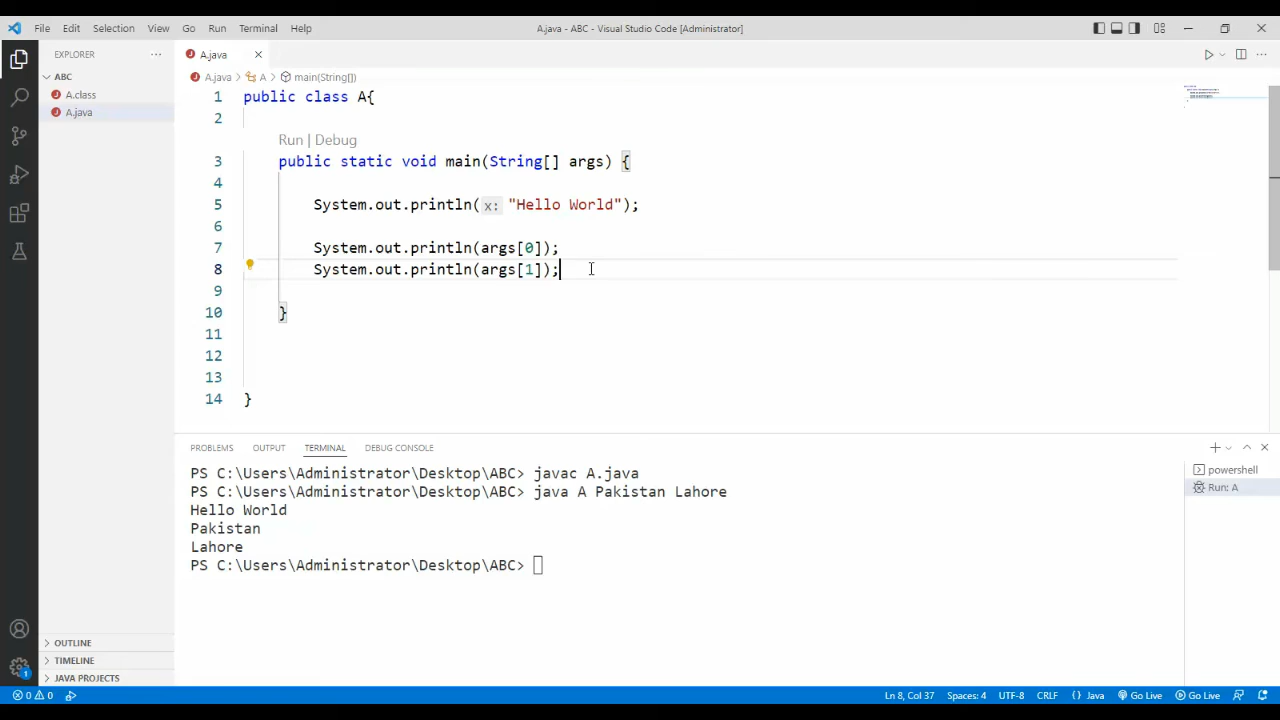 File Edit Selection View Go Run Terminal Help A.java - ABC - Visual Studio Code [Administrator]
EXPLORER
ABC
A.class
A.java
OUTLINE
TIMELINE
JAVA PROJECTS
A.java
A.java > A > main(String[])
1 public class A{
2
Run | Debug
3 public static void main(String[] args) {
4
5 System.out.println(x: "Hello World");
6
7 System.out.println(args[0]);
8 System.out.println(args[1]);
9
10 }
11
12
13
14 }
PROBLEMS OUTPUT TERMINAL DEBUG CONSOLE
PS C:\Users\Administrator\Desktop\ABC> javac A.java
PS C:\Users\Administrator\Desktop\ABC> java A Pakistan Lahore
Hello World
Pakistan
Lahore
PS C:\Users\Administrator\Desktop\ABC>
powershell
Run: A
1
0 0 Ln 8, Col 37 Spaces: 4 UTF-8 CRLF {} Java Go Live Go Live